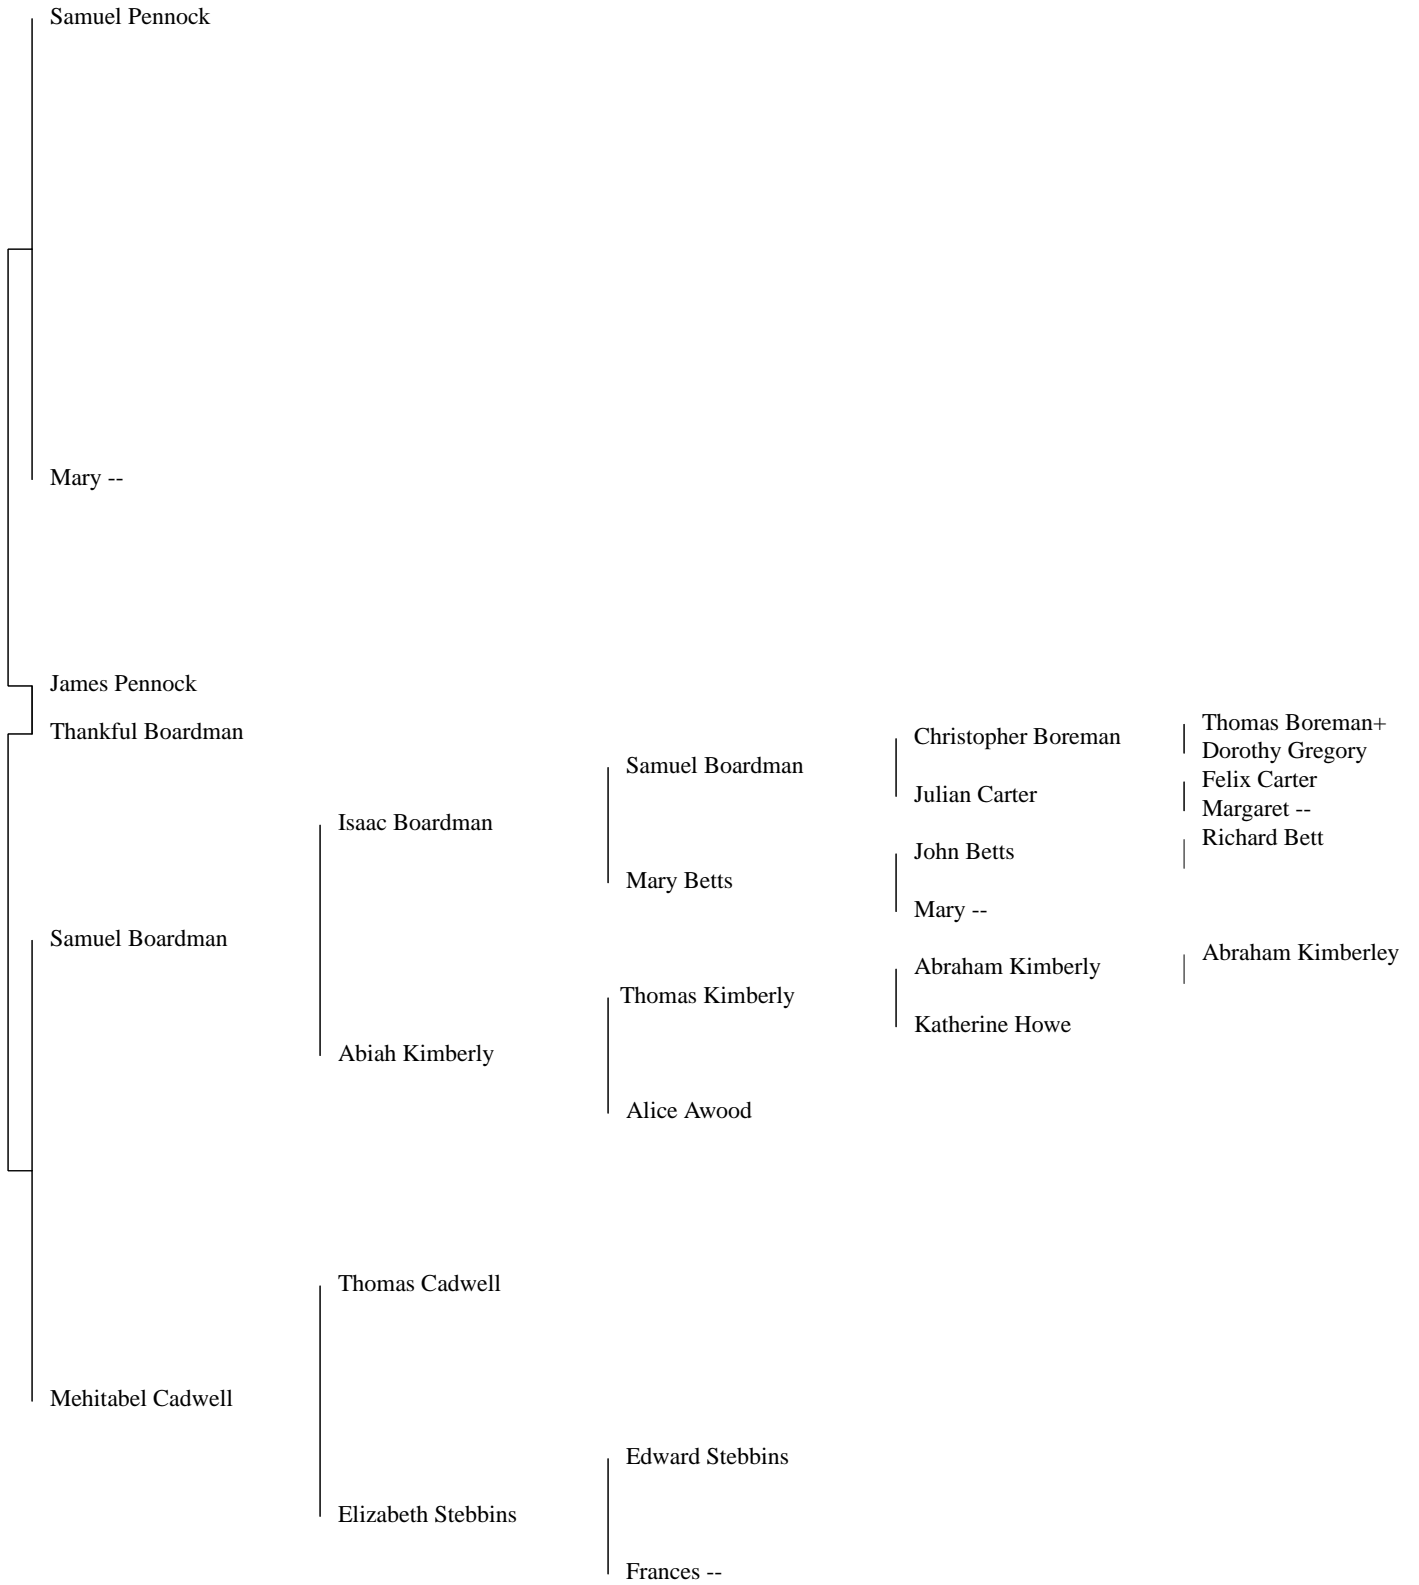 Samuel Pennock
Mary --
James Pennock
Thankful Boardman
Samuel Boardman
Mehitabel Cadwell
Isaac Boardman
Abiah Kimberly
Thomas Cadwell
Elizabeth Stebbins
Samuel Boardman
Mary Betts
Thomas Kimberly
Alice Awood
Edward Stebbins
Frances --
Christopher Boreman
Julian Carter
John Betts
Mary --
Abraham Kimberly
Katherine Howe
Thomas Boreman+
Dorothy Gregory
Felix Carter
Margaret --
Richard Bett
Abraham Kimberley